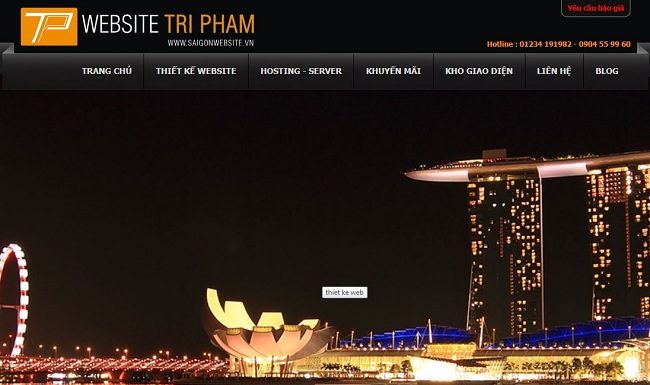 Yêu cầu báo giá
TP WEBSITE TRI PHAM
WWW.SAIGONWEBSITE.VN
Hotline : 01234 191982 - 0904 55 99 60
TRANG CHỦ THIẾT KẾ WEBSITE HOSTING - SERVER KHUYẾN MÃI KHO GIAO DIỆN LIÊN HỆ BLOG
thiet ke web